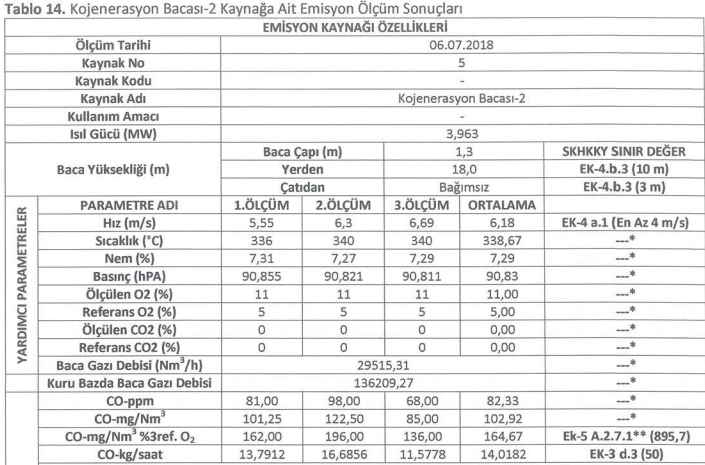 Tablo 14. Kojenerasyon Bacası-2 Kaynağa Ait Emisyon Ölçüm Sonuçları
EMİSYON KAYNAĞI ÖZELLİKLERİ
Ölçüm Tarihi 06.07.2018
Kaynak No 5
Kaynak Kodu -
Kaynak Adı Kojenerasyon Bacası-2
Kullanım Amacı -
Isıl Gücü (MW) 3,963
Baca Yüksekliği (m)
Baca Çapı (m) 1,3 SKHKKY SINIR DEĞER
Yerden 18,0 EK-4.b.3 (10 m)
Çatıdan Bağımsız EK-4.b.3 (3 m)
YARDIMCI PARAMETRELER
PARAMETRE ADI 1.ÖLÇÜM 2.ÖLÇÜM 3.ÖLÇÜM ORTALAMA
Hız (m/s) 5,55 6,3 6,69 6,18 EK-4 a.1 (En Az 4 m/s)
Sıcaklık (°C) 336 340 340 338,67 ---*
Nem (%) 7,31 7,27 7,29 7,29 ---*
Basınç (hPA) 90,855 90,821 90,811 90,83 ---*
Ölçülen O2 (%) 11 11 11 11,00 ---*
Referans O2 (%) 5 5 5 5,00 ---*
Ölçülen CO2 (%) 0 0 0 0,00 ---*
Referans CO2 (%) 0 0 0 0,00 ---*
Baca Gazı Debisi (Nm³/h) 29515,31 ---*
Kuru Bazda Baca Gazı Debisi 136209,27 ---*
CO-ppm 81,00 98,00 68,00 82,33 ---*
CO-mg/Nm³ 101,25 122,50 85,00 102,92 ---*
CO-mg/Nm³ %3ref. O₂ 162,00 196,00 136,00 164,67 Ek-5 A.2.7.1** (895,7)
CO-kg/saat 13,7912 16,6856 11,5778 14,0182 EK-3 d.3 (50)